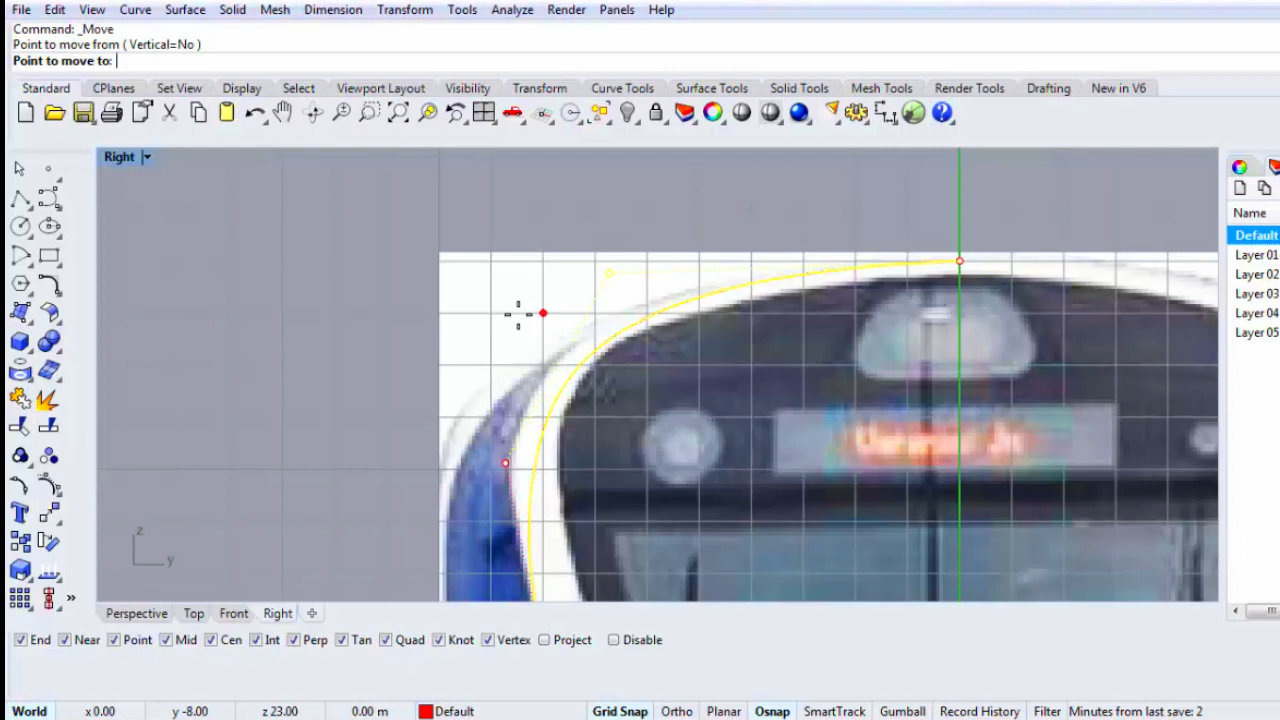 File Edit View Curve Surface Solid Mesh Dimension Transform Tools Analyze Render Panels Help
Command: _Move
Point to move from ( Vertical=No )
Point to move to:
Standard CPlanes Set View Display Select Viewport Layout Visibility Transform Curve Tools Surface Tools Solid Tools Mesh Tools Render Tools Drafting New in V6
Right
Name
Default
Layer 01
Layer 02
Layer 03
Layer 04
Layer 05
z
y
Perspective Top Front Right
End Near Point Mid Cen Int Perp Tan Quad Knot Vertex Project Disable
World x 0.00 y -8.00 z 23.00 0.00 m Default Grid Snap Ortho Planar Osnap SmartTrack Gumball Record History Filter Minutes from last save: 2